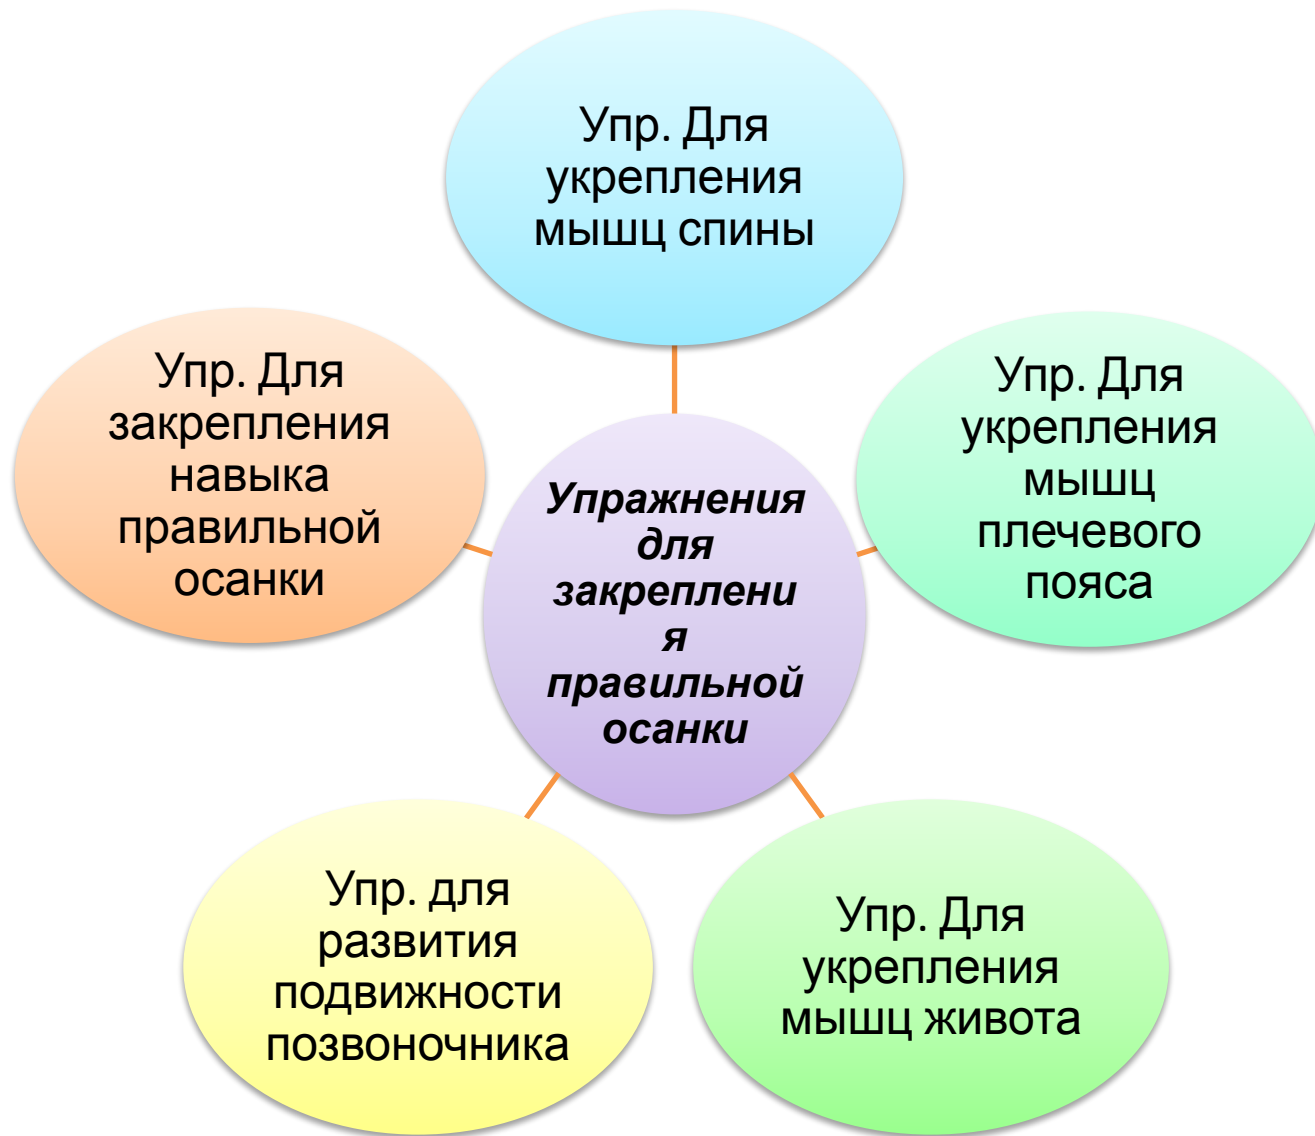 Упр. Для
укрепления
мышц спины
Упр. Для
закрепления
навыка
правильной
осанки
Упр. Для
укрепления
мышц
плечевого
пояса
Упражнения
для
закреплени
я
правильной
осанки
Упр. для
развития
подвижности
позвоночника
Упр. Для
укрепления
мышц живота